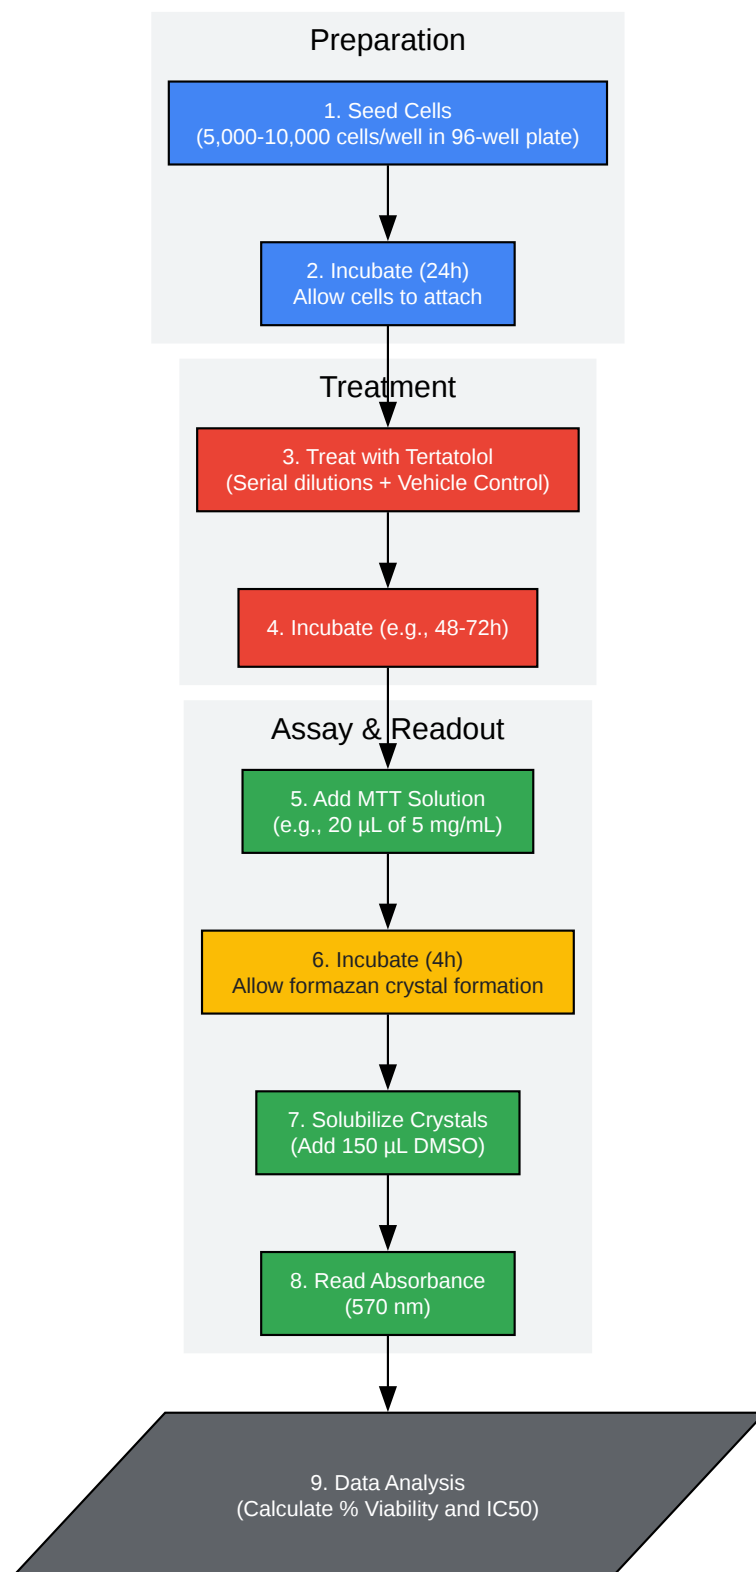 Preparation
1. Seed Cells
(5,000-10,000 cells/well in 96-well plate)
2. Incubate (24h)
Allow cells to attach
Treatment
3. Treat with Tertatolol
(Serial dilutions + Vehicle Control)
4. Incubate (e.g., 48-72h)
Assay & Readout
5. Add MTT Solution
(e.g., 20 µL of 5 mg/mL)
6. Incubate (4h)
Allow formazan crystal formation
7. Solubilize Crystals
(Add 150 µL DMSO)
8. Read Absorbance
(570 nm)
9. Data Analysis
(Calculate % Viability and IC50)